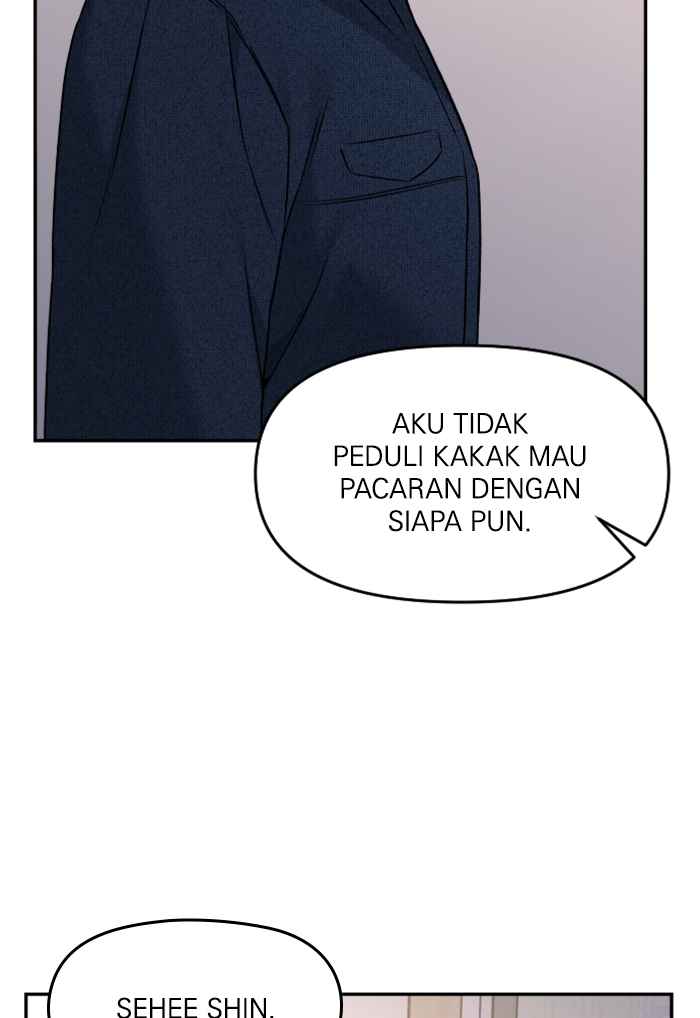 AKU TIDAK
PEDULI KAKAK MAU
PACARAN DENGAN
SIAPA PUN.
SEHEE SHIN,